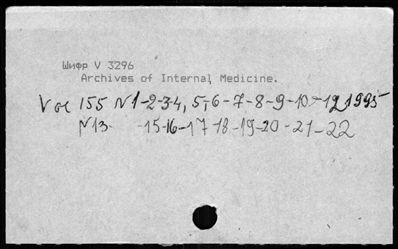 Шифр V 3296
Archives of Internal Medicine.
Vol 155 N1-2-3-4, 5,-6-7-8-9-10-12 1995
N13- -15-16-17-18-19-20-21-22